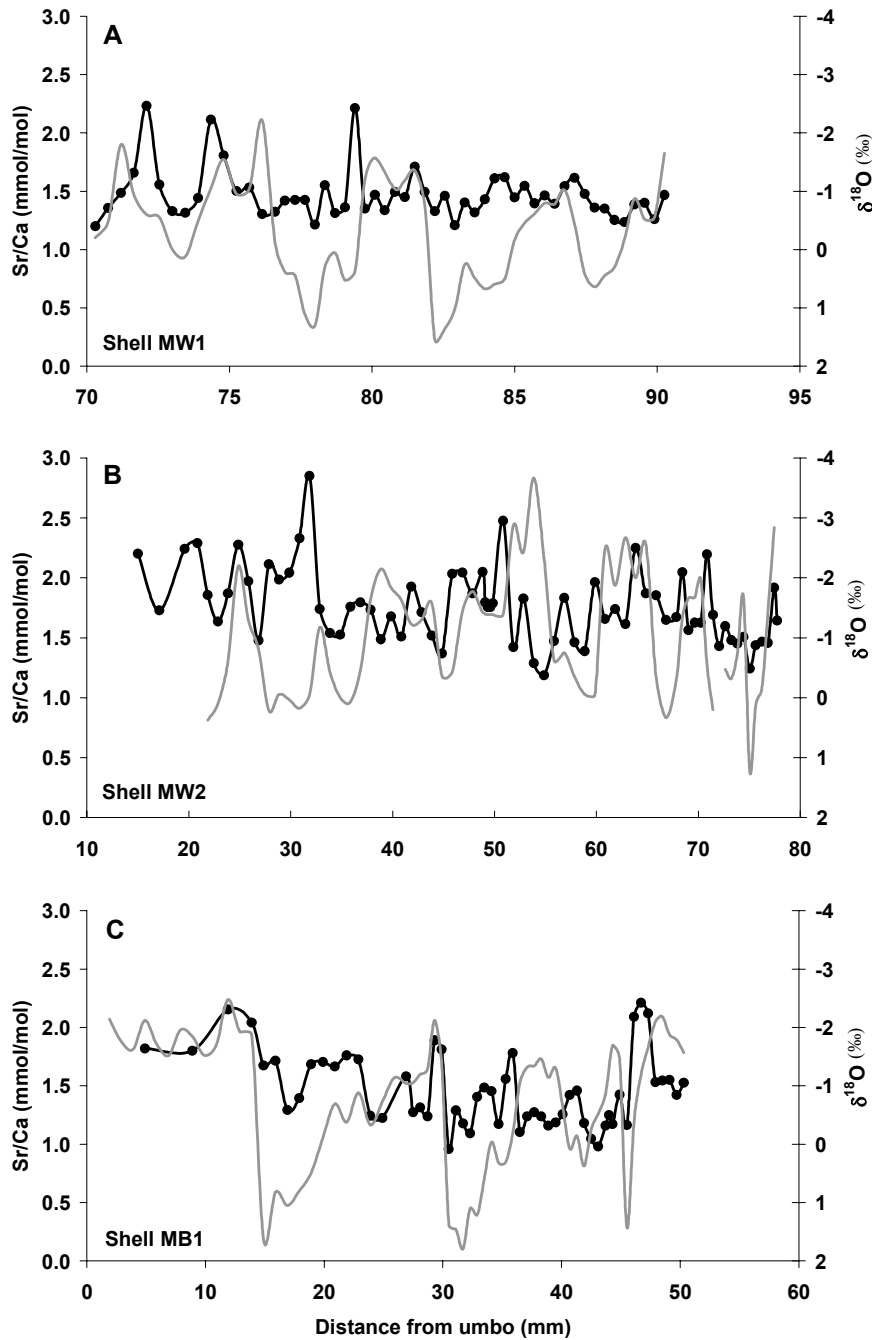 A
Sr/Ca (mmol/mol)
3.0
2.5
2.0
1.5
1.0
0.5
0.0
-4
-3
-2
-1
0
1
2
δ18O (‰)
Shell MW1
70 75 80 85 90 95
B
Sr/Ca (mmol/mol)
3.0
2.5
2.0
1.5
1.0
0.5
0.0
-4
-3
-2
-1
0
1
2
δ18O (‰)
Shell MW2
10 20 30 40 50 60 70 80
C
Sr/Ca (mmol/mol)
3.0
2.5
2.0
1.5
1.0
0.5
0.0
-4
-3
-2
-1
0
1
2
δ18O (‰)
Shell MB1
0 10 20 30 40 50 60
Distance from umbo (mm)